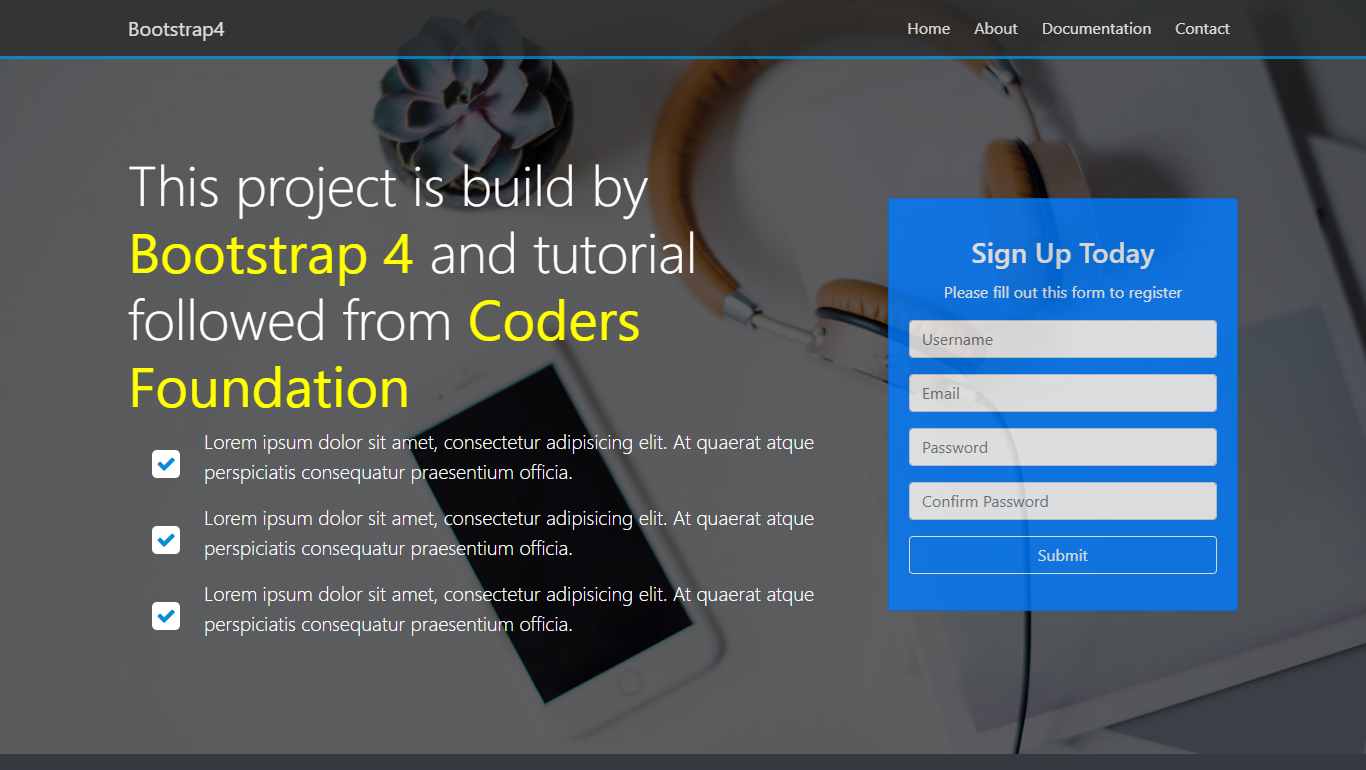 Bootstrap4
Home About Documentation Contact
This project is build by
Bootstrap 4 and tutorial
followed from Coders
Foundation
Lorem ipsum dolor sit amet, consectetur adipisicing elit. At quaerat atque
perspiciatis consequatur praesentium officia.
Lorem ipsum dolor sit amet, consectetur adipisicing elit. At quaerat atque
perspiciatis consequatur praesentium officia.
Lorem ipsum dolor sit amet, consectetur adipisicing elit. At quaerat atque
perspiciatis consequatur praesentium officia.
Sign Up Today
Please fill out this form to register
Username
Email
Password
Confirm Password
Submit